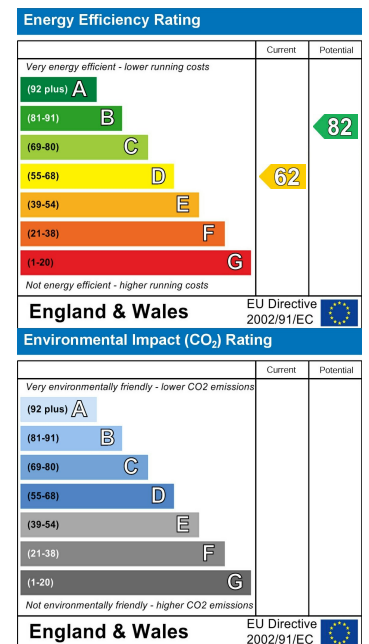 Energy Efficiency Rating
Current Potential
Very energy efficient - lower running costs
(92 plus) A
(81-91) B
82
(69-80) C
(55-68) D
62
(39-54) E
(21-38) F
(1-20) G
Not energy efficient - higher running costs
England & Wales
EU Directive
2002/91/EC
Environmental Impact (CO₂) Rating
Current Potential
Very environmentally friendly - lower CO2 emissions
(92 plus) A
(81-91) B
(69-80) C
(55-68) D
(39-54) E
(21-38) F
(1-20) G
Not environmentally friendly - higher CO2 emissions
England & Wales
EU Directive
2002/91/EC